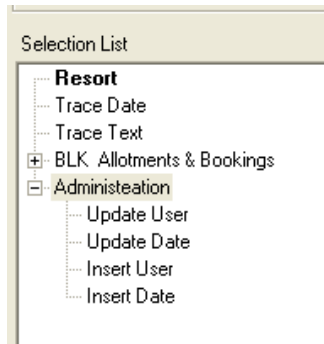 Selection List
Resort
Trace Date
Trace Text
BLK Allotments & Bookings
Administeation
Update User
Update Date
Insert User
Insert Date